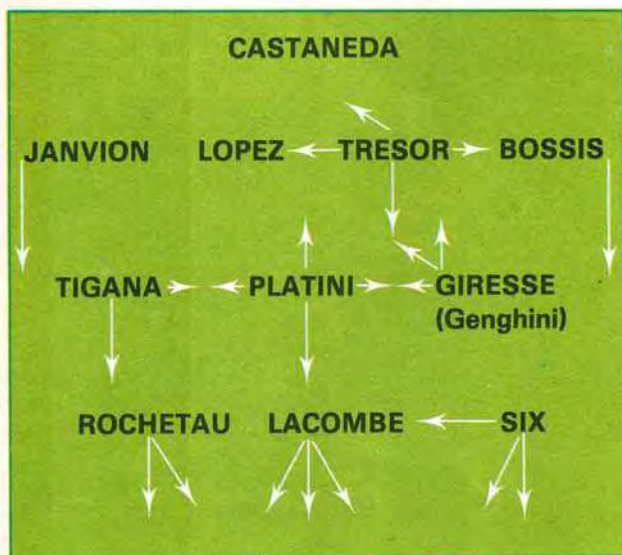 CASTANEDA
JANVION LOPEZ TRESOR BOSSIS
TIGANA PLATINI GIRESSE
(Genghini)
ROCHETAU LACOMBE SIX